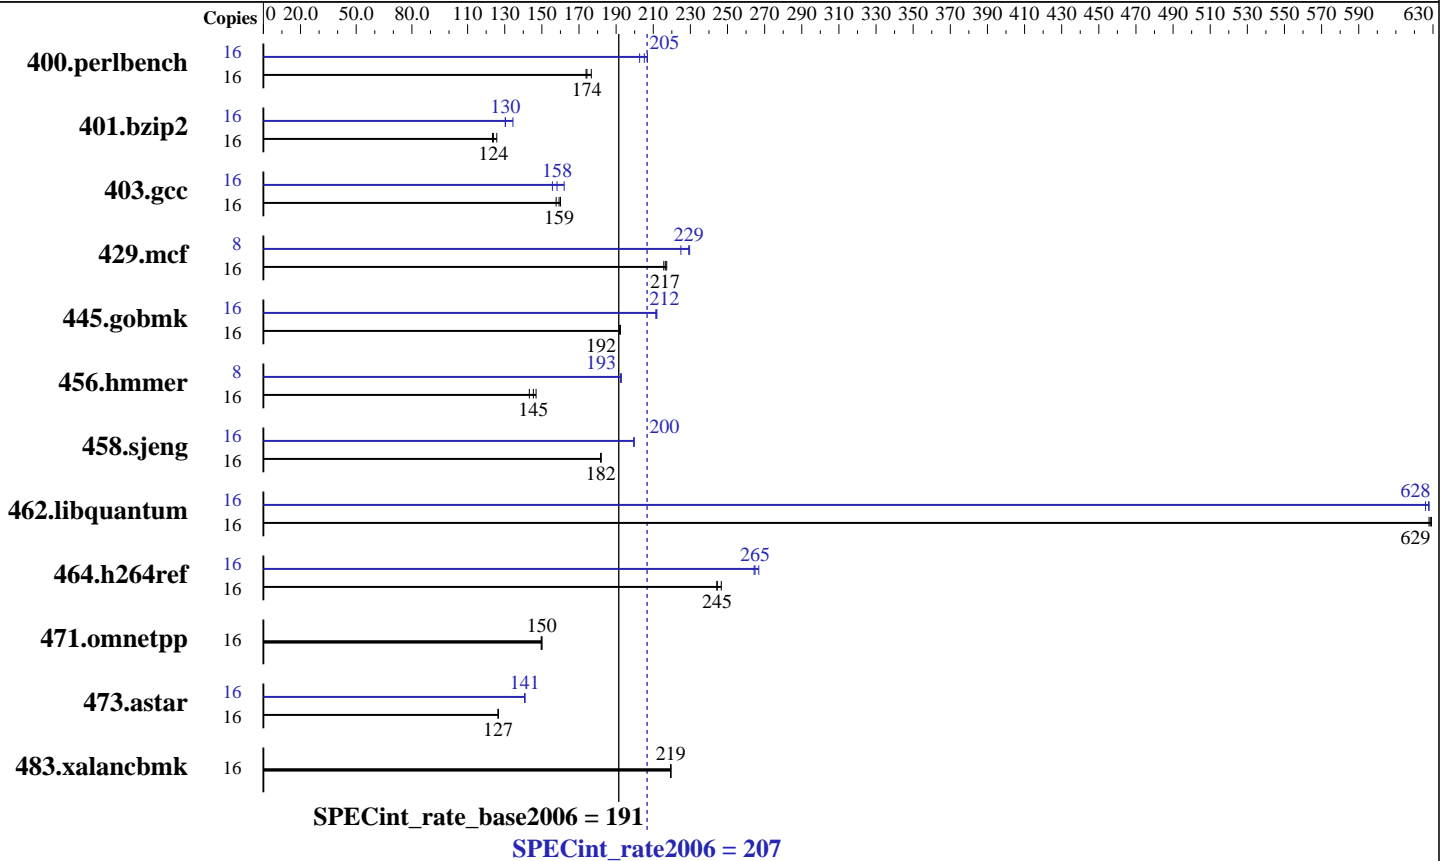 Copies 0 20.0 50.0 80.0 110 130 150 170 190 210 230 250 270 290 310 330 350 370 390 410 430 450 470 490 510 530 550 570 590 630
400.perlbench 16 205
16 174
401.bzip2 16 130
16 124
403.gcc 16 158
16 159
429.mcf 8 229
16 217
445.gobmk 16 212
16 192
456.hmmer 8 193
16 145
458.sjeng 16 200
16 182
462.libquantum 16 628
16 629
464.h264ref 16 265
16 245
471.omnetpp 16 150
473.astar 16 141
16 127
483.xalancbmk 16 219
SPECint_rate_base2006 = 191
SPECint_rate2006 = 207